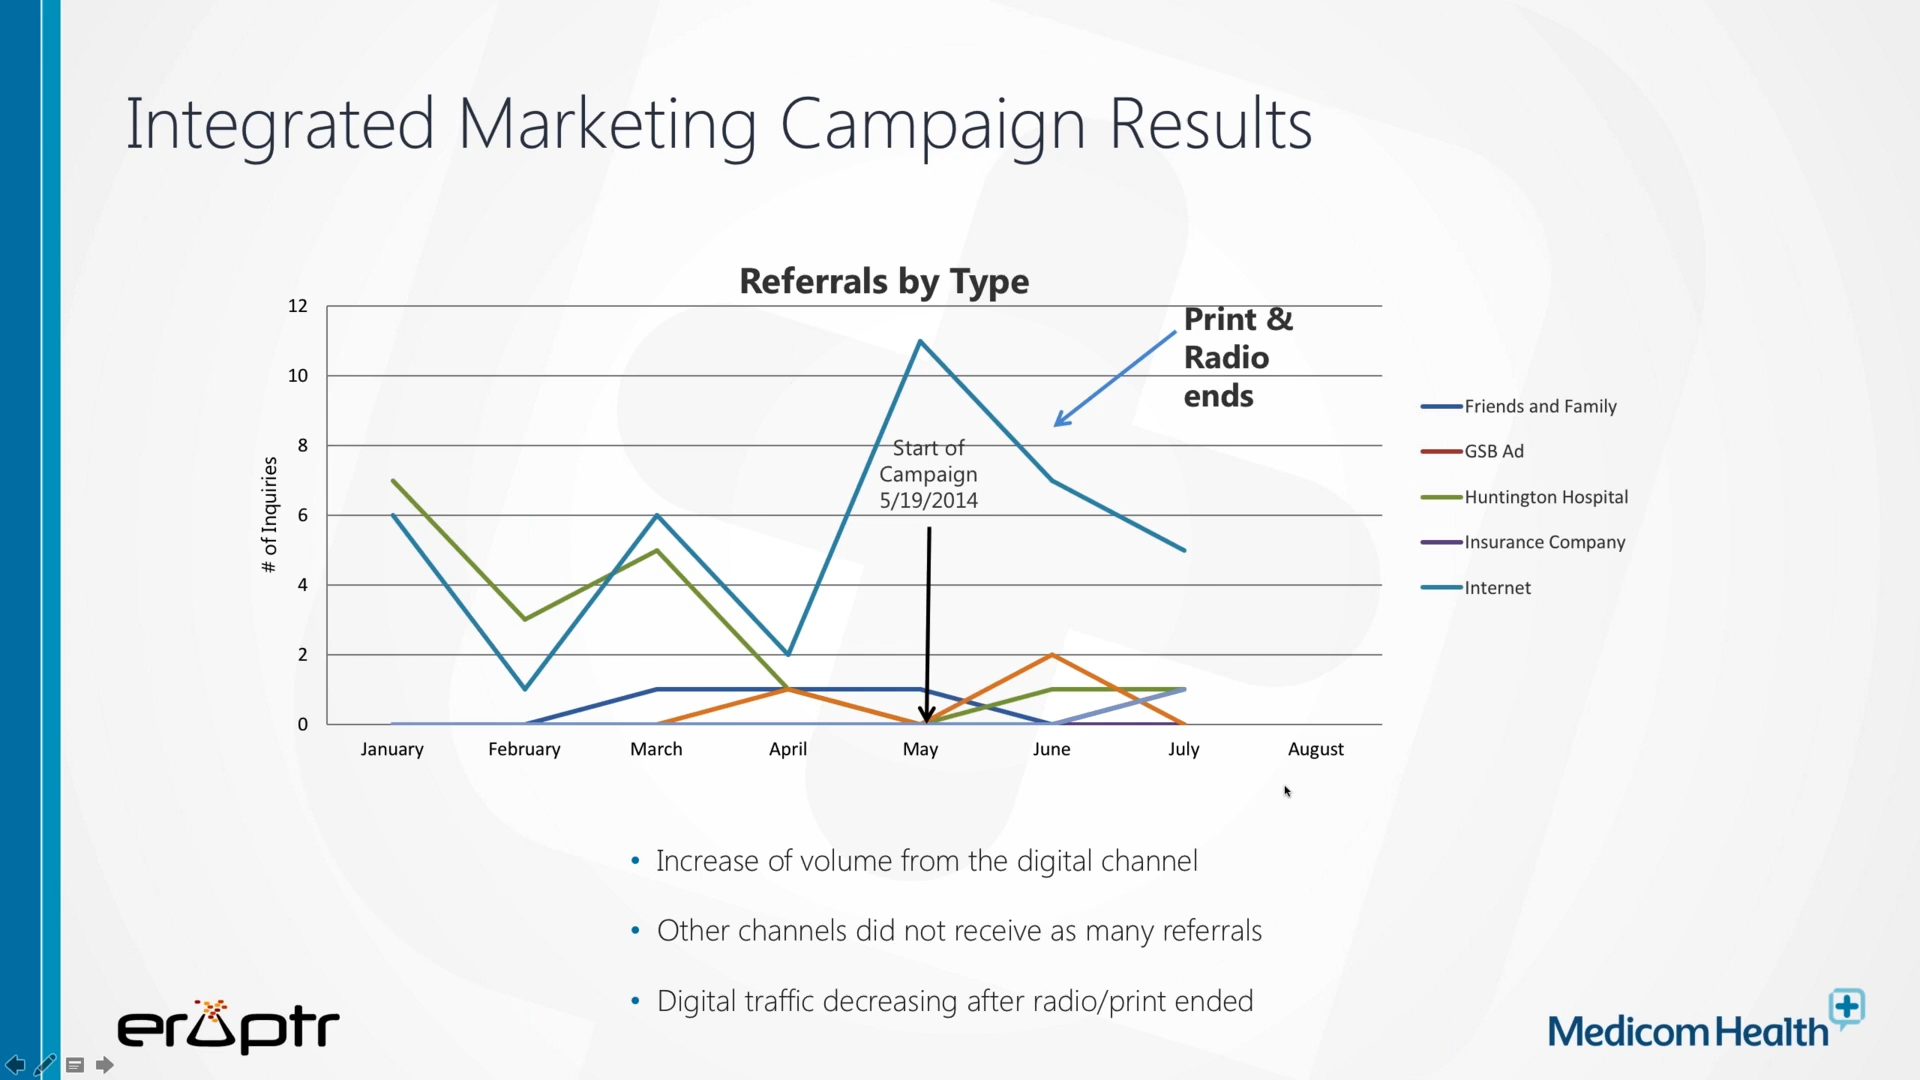 Integrated Marketing Campaign Results
Referrals by Type
12
10
8
6
4
2
0
# of Inquiries
Print &
Radio
ends
Start of
Campaign
5/19/2014
January February March April May June July August
Friends and Family
GSB Ad
Huntington Hospital
Insurance Company
Internet
• Increase of volume from the digital channel
• Other channels did not receive as many referrals
• Digital traffic decreasing after radio/print ended
eruptr
Medicom Health